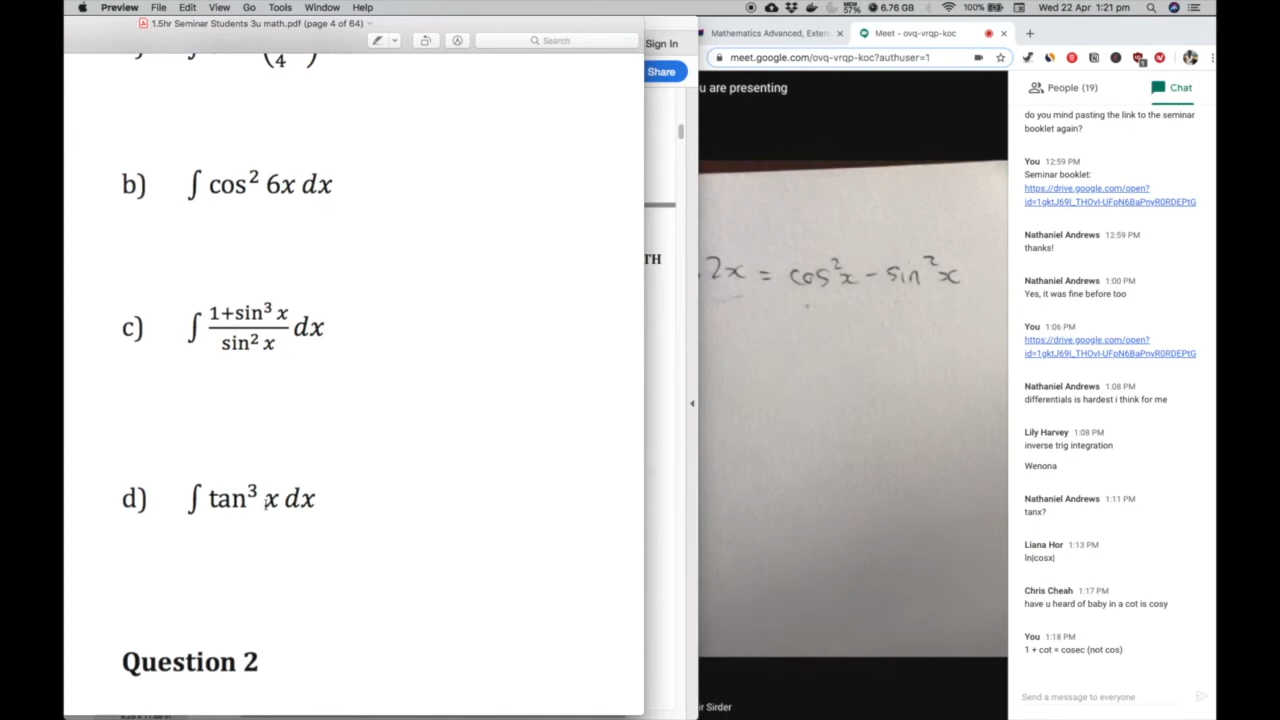 Preview File Edit View Go Tools Window Help
MEM 57% 6.76 GB 100% Wed 22 Apr 1:21 pm
1.5hr Seminar Students 3u math.pdf (page 4 of 64)
Search
Sign In
Share
TH
b) ∫ cos² 6x dx
c) ∫ 1+sin³ x / sin² x dx
d) ∫ tan³ x dx
Question 2
Mathematics Advanced, Exten
Meet - ovq-vrqp-koc
meet.google.com/ovq-vrqp-koc?authuser=1
u are presenting
2x = cos²x - sin²x
ir Sirder
People (19)
Chat
do you mind pasting the link to the seminar
booklet again?
You 12:59 PM
Seminar booklet:
https://drive.google.com/open?
id=1gktJ69l_THOvI-UFpN6BaPnyR0RDEPtG
Nathaniel Andrews 12:59 PM
thanks!
Nathaniel Andrews 1:00 PM
Yes, it was fine before too
You 1:06 PM
https://drive.google.com/open?
id=1gktJ69l_THOvI-UFpN6BaPnyR0RDEPtG
Nathaniel Andrews 1:08 PM
differentials is hardest i think for me
Lily Harvey 1:08 PM
inverse trig integration
Wenona
Nathaniel Andrews 1:11 PM
tanx?
Liana Hor 1:13 PM
ln|cosx|
Chris Cheah 1:17 PM
have u heard of baby in a cot is cosy
You 1:18 PM
1 + cot = cosec (not cos)
Send a message to everyone